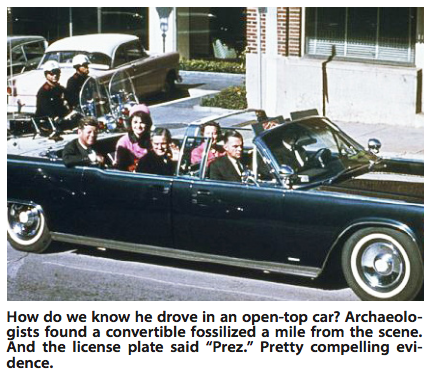 How do we know he drove in an open-top car? Archaeolo-
gists found a convertible fossilized a mile from the scene.
And the license plate said “Prez.” Pretty compelling evi-
dence.